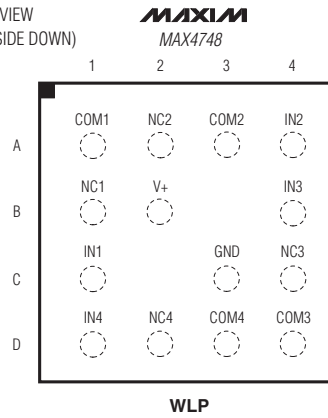 VIEW
SIDE DOWN)
MAXIM
MAX4748
1 2 3 4
A COM1 NC2 COM2 IN2
B NC1 V+ IN3
C IN1 GND NC3
D IN4 NC4 COM4 COM3
WLP